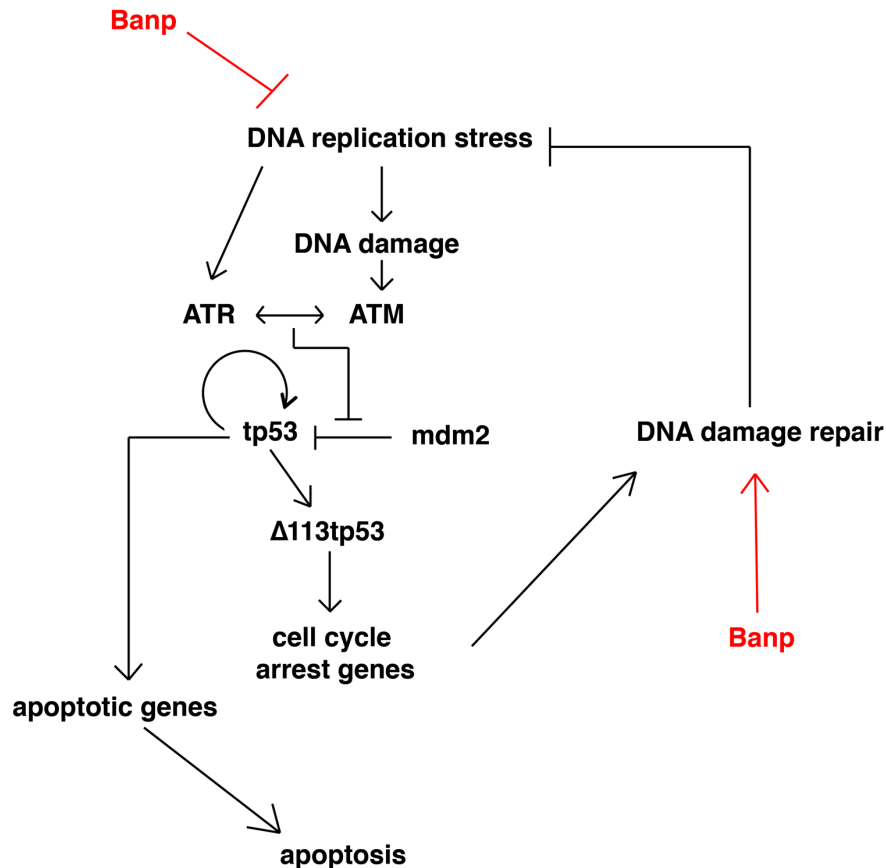 Banp
DNA replication stress
DNA damage
ATR
ATM
tp53
mdm2
DNA damage repair
Δ113tp53
cell cycle
arrest genes
Banp
apoptotic genes
apoptosis